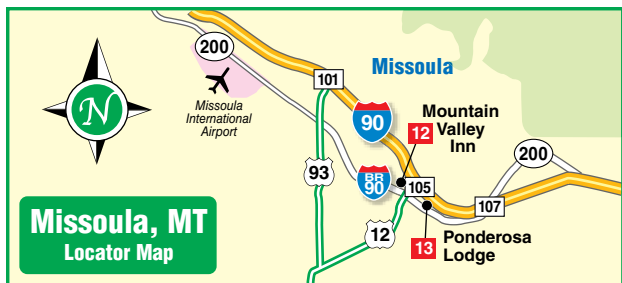 200
101
Missoula
Missoula
International
Airport
N
90
Mountain
Valley
Inn
12
200
93
BR
90
105
107
12
13
Ponderosa
Lodge
Missoula, MT
Locator Map